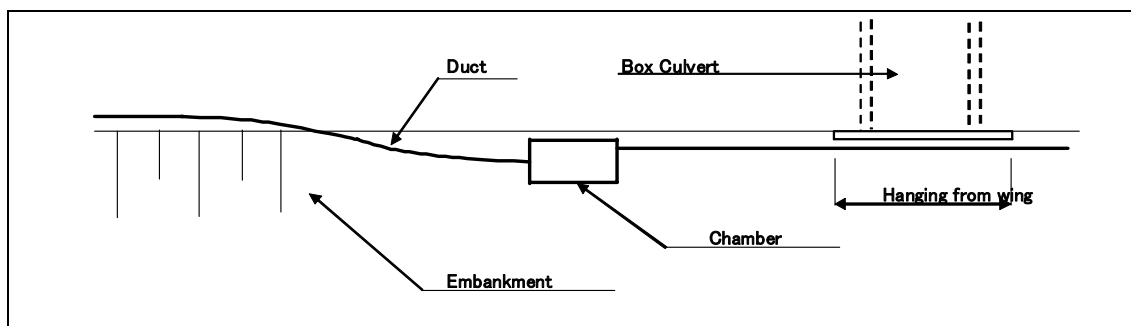 Duct
Box Culvert
Hanging from wing
Chamber
Embankment